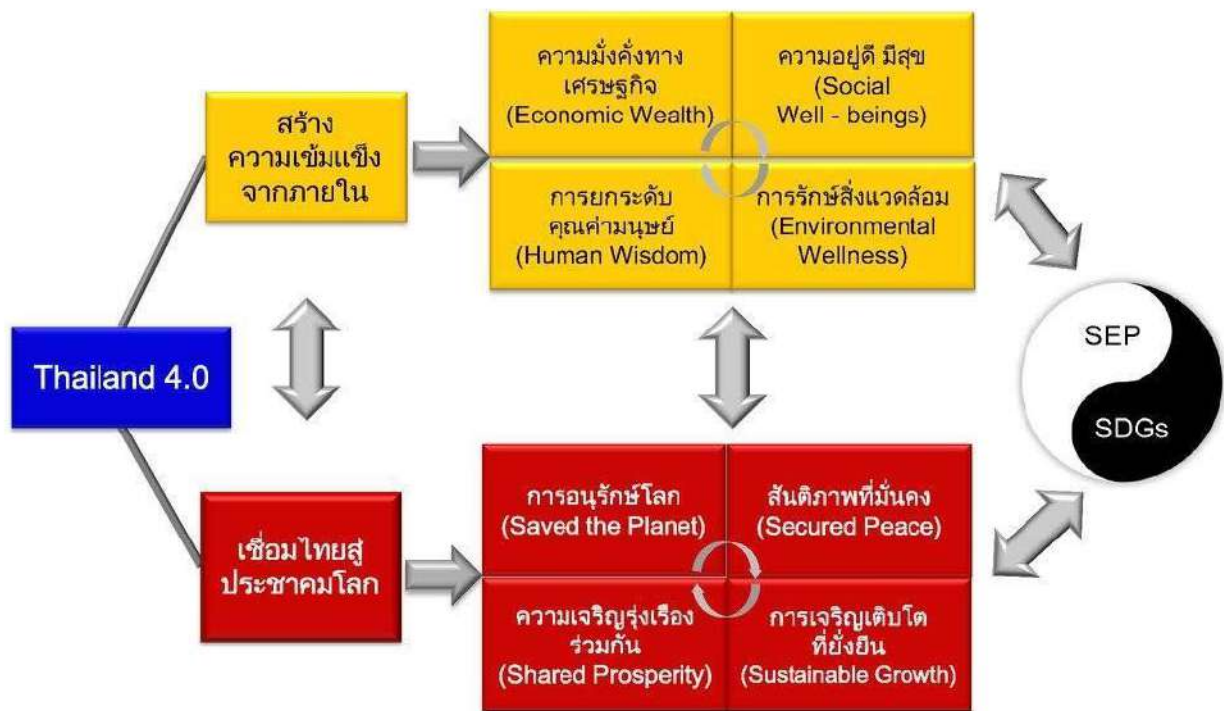 ความมั่งคั่งทาง
เศรษฐกิจ
(Economic Wealth)
ความอยู่ดี มีสุข
(Social
Well - beings)
สร้าง
ความเข้มแข็ง
จากภายใน
การยกระดับ
คุณค่ามนุษย์
(Human Wisdom)
การรักษ์สิ่งแวดล้อม
(Environmental
Wellness)
Thailand 4.0
SEP
SDGs
เชื่อมไทยสู่
ประชาคมโลก
การอนุรักษ์โลก
(Saved the Planet)
สันติภาพที่มั่นคง
(Secured Peace)
ความเจริญรุ่งเรือง
ร่วมกัน
(Shared Prosperity)
การเจริญเติบโต
ที่ยั่งยืน
(Sustainable Growth)